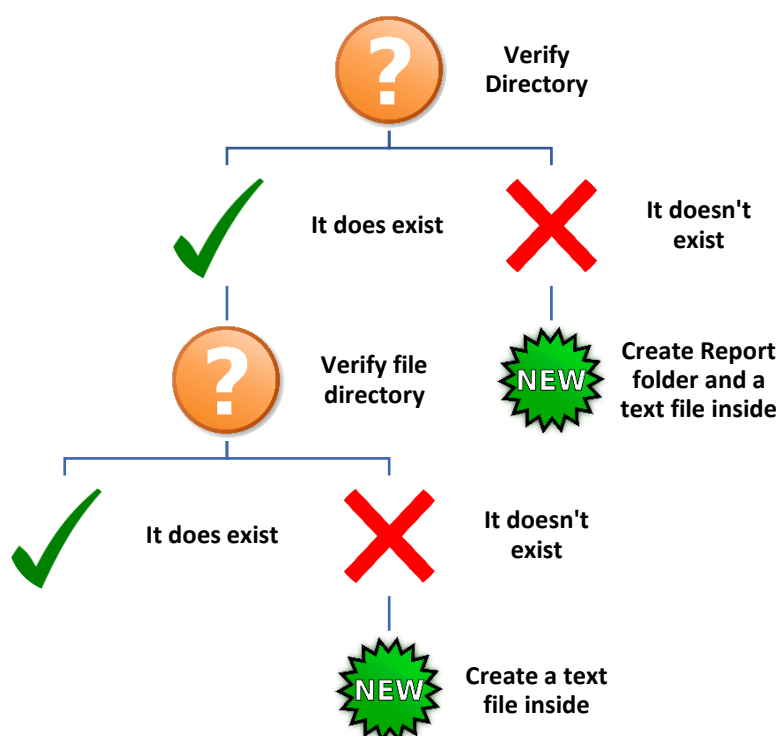 ?
Verify
Directory
It does exist
It doesn't
exist
?
Verify file
directory
NEW
Create Report
folder and a
text file inside
It does exist
It doesn't
exist
NEW
Create a text
file inside